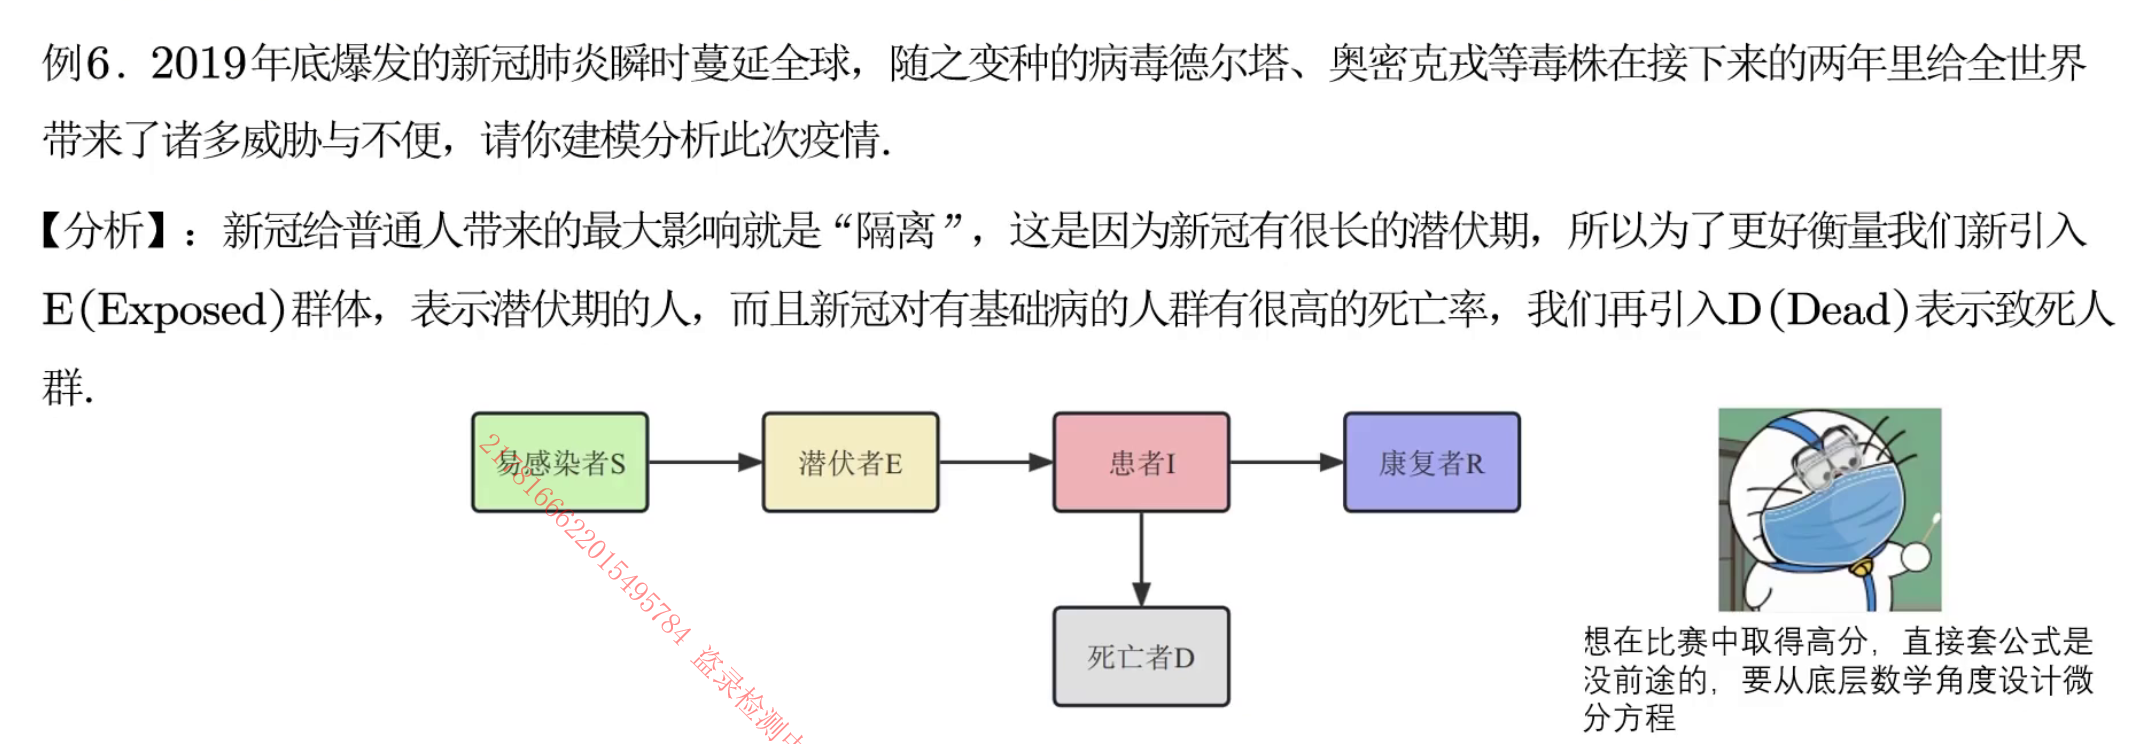 例6. 2019年底爆发的新冠肺炎瞬时蔓延全球，随之变种的病毒德尔塔、奥密克戎等毒株在接下来的两年里给全世界
带来了诸多威胁与不便，请你建模分析此次疫情.
【分析】：新冠给普通人带来的最大影响就是“隔离”，这是因为新冠有很长的潜伏期，所以为了更好衡量我们新引入
E(Exposed)群体，表示潜伏期的人，而且新冠对有基础病的人群有很高的死亡率，我们再引入D(Dead)表示致死人
群.
易感染者S
潜伏者E
患者I
康复者R
死亡者D
想在比赛中取得高分，直接套公式是
没前途的，要从底层数学角度设计微
分方程
盗录检测